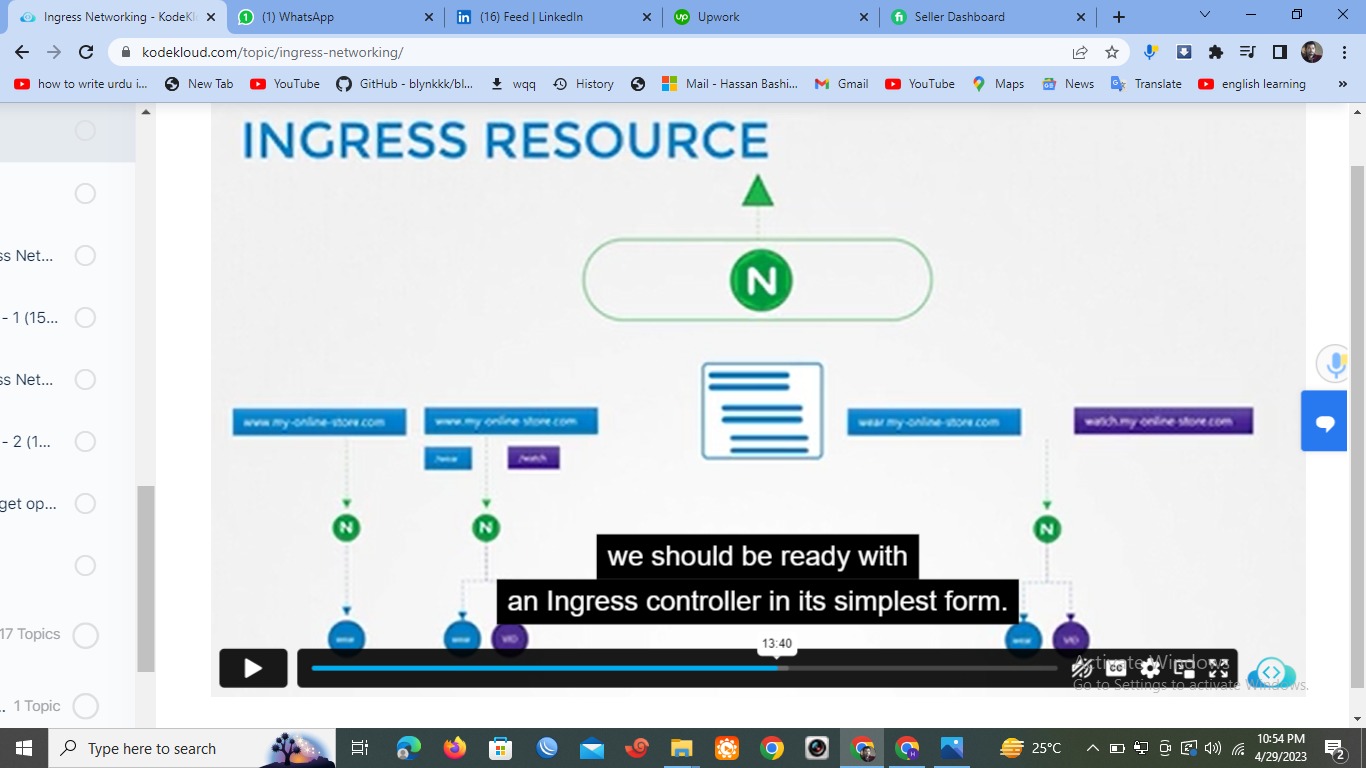 Ingress Networking - KodeKl
(1) WhatsApp
(16) Feed | LinkedIn
Upwork
Seller Dashboard
kodekloud.com/topic/ingress-networking/
how to write urdu i...
New Tab
YouTube
GitHub - blynkkk/bl...
wqq
History
Mail - Hassan Bashi...
Gmail
YouTube
Maps
News
Translate
english learning
»
INGRESS RESOURCE
N
www.my-online-store.com
www.my-online-store.com
wear.my-online-store.com
watch.my-online-store.com
/wear
/watch
N
N
N
ss Net...
- 1 (15...
ss Net...
- 2 (1...
get op...
17 Topics
.. 1 Topic
we should be ready with
an Ingress controller in its simplest form.
wear
wear
VID
wear
VID
13:40
CC
Activate Windows
Go to Settings to activate Windows.
Type here to search
25°C
10:54 PM
4/29/2023
2